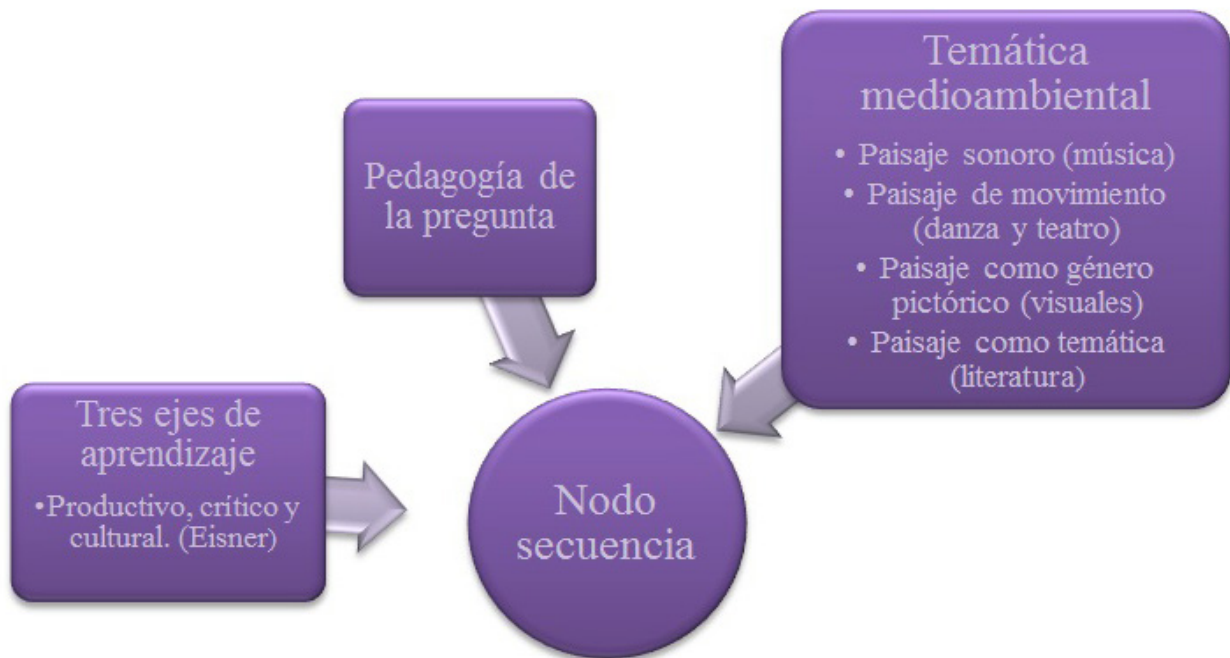 Temática
medioambiental
• Paisaje sonoro (música)
• Paisaje de movimiento
(danza y teatro)
• Paisaje como género
pictórico (visuales)
• Paisaje como temática
(literatura)
Pedagogía de
la pregunta
Tres ejes de
aprendizaje
•Productivo, crítico y
cultural. (Eisner)
Nodo
secuencia